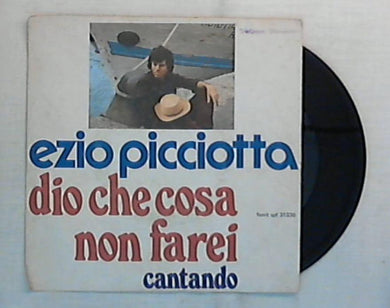 ezio picciotta
dio che cosa
non farei
cantando